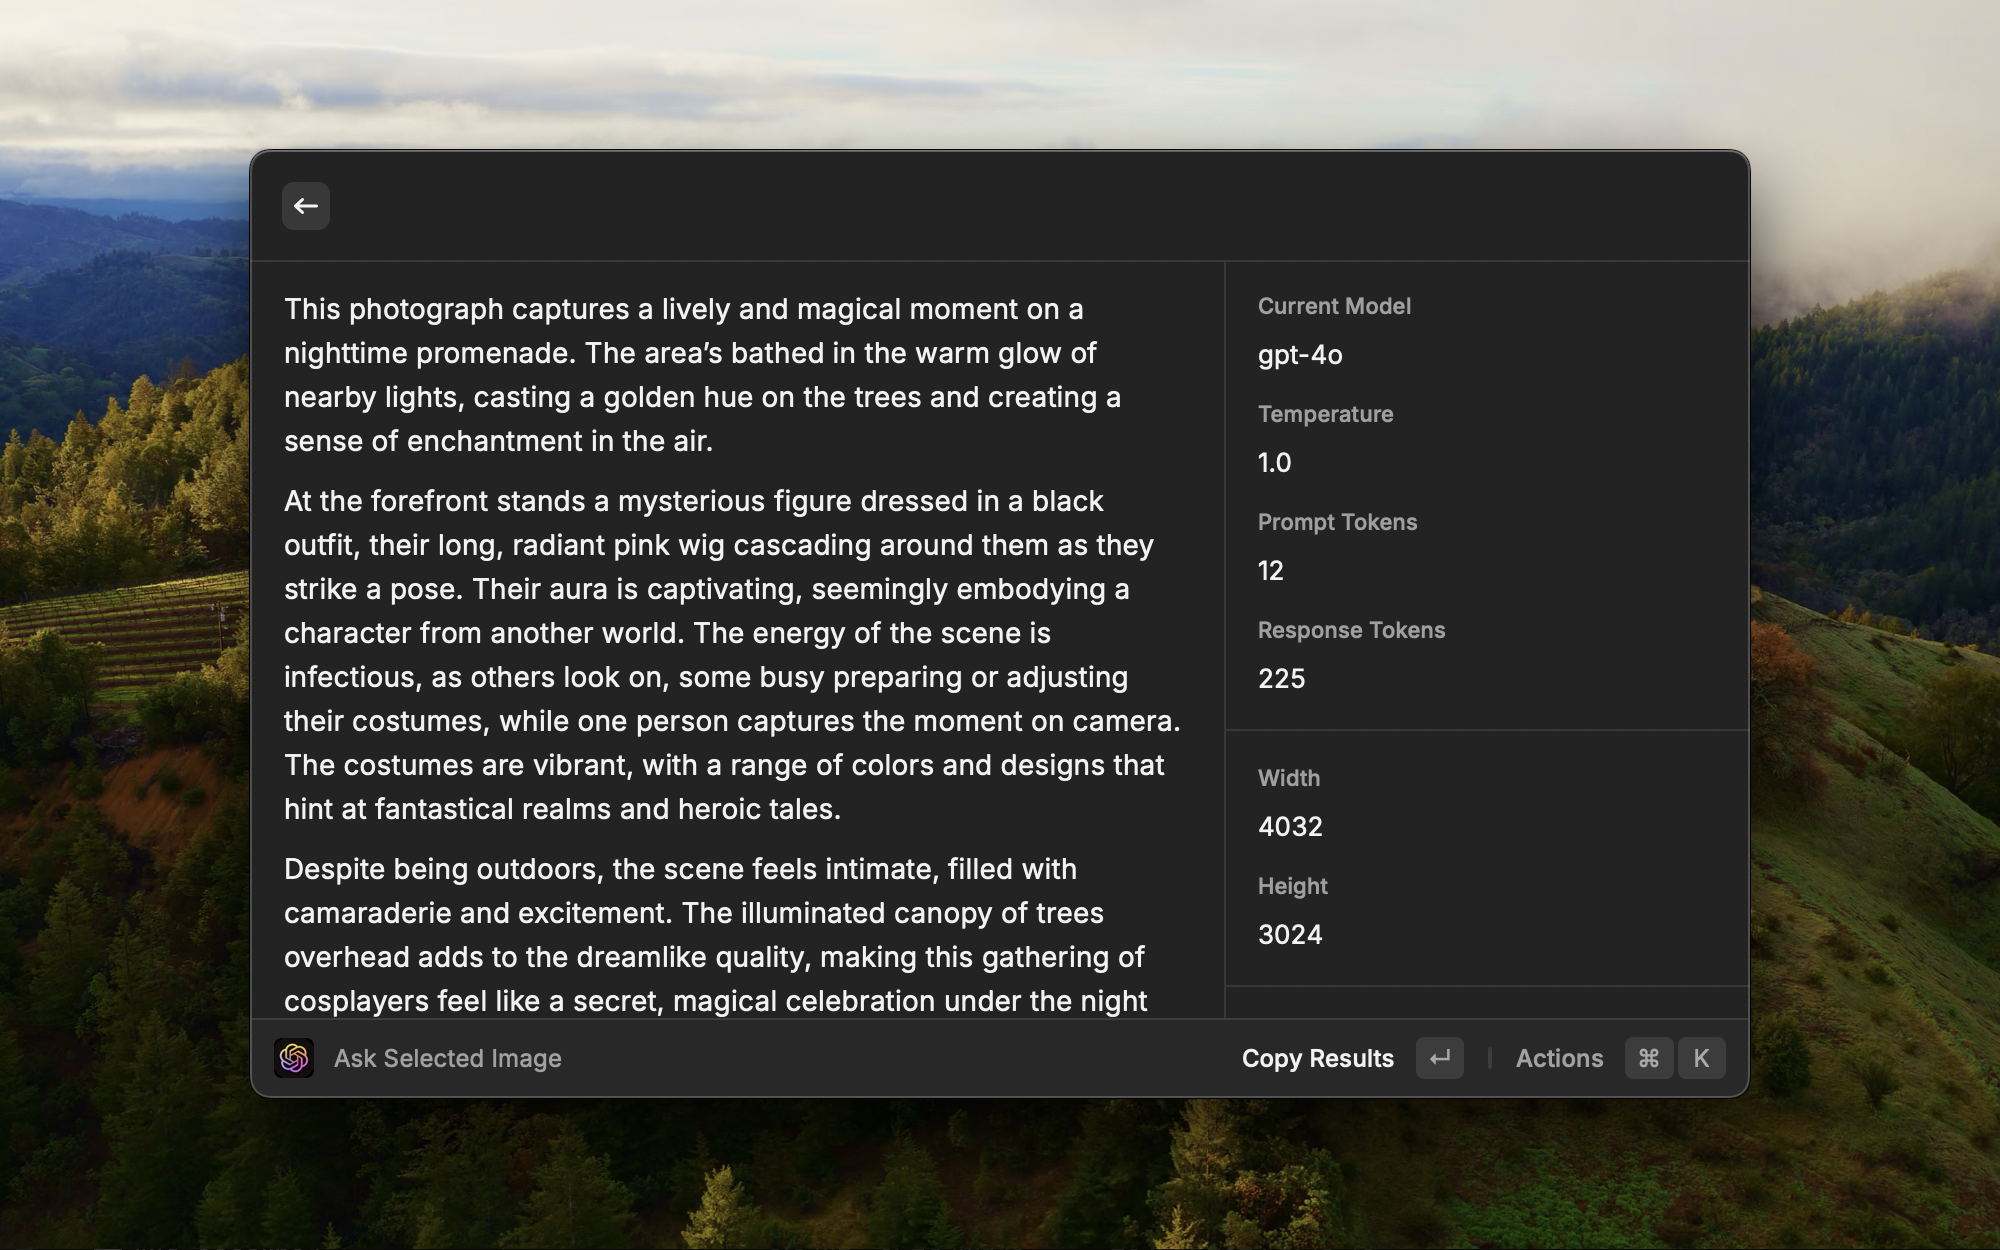 This photograph captures a lively and magical moment on a
nighttime promenade. The area’s bathed in the warm glow of
nearby lights, casting a golden hue on the trees and creating a
sense of enchantment in the air.
At the forefront stands a mysterious figure dressed in a black
outfit, their long, radiant pink wig cascading around them as they
strike a pose. Their aura is captivating, seemingly embodying a
character from another world. The energy of the scene is
infectious, as others look on, some busy preparing or adjusting
their costumes, while one person captures the moment on camera.
The costumes are vibrant, with a range of colors and designs that
hint at fantastical realms and heroic tales.
Despite being outdoors, the scene feels intimate, filled with
camaraderie and excitement. The illuminated canopy of trees
overhead adds to the dreamlike quality, making this gathering of
cosplayers feel like a secret, magical celebration under the night
Current Model
gpt-4o
Temperature
1.0
Prompt Tokens
12
Response Tokens
225
Width
4032
Height
3024
Ask Selected Image
Copy Results
Actions
⌘ K